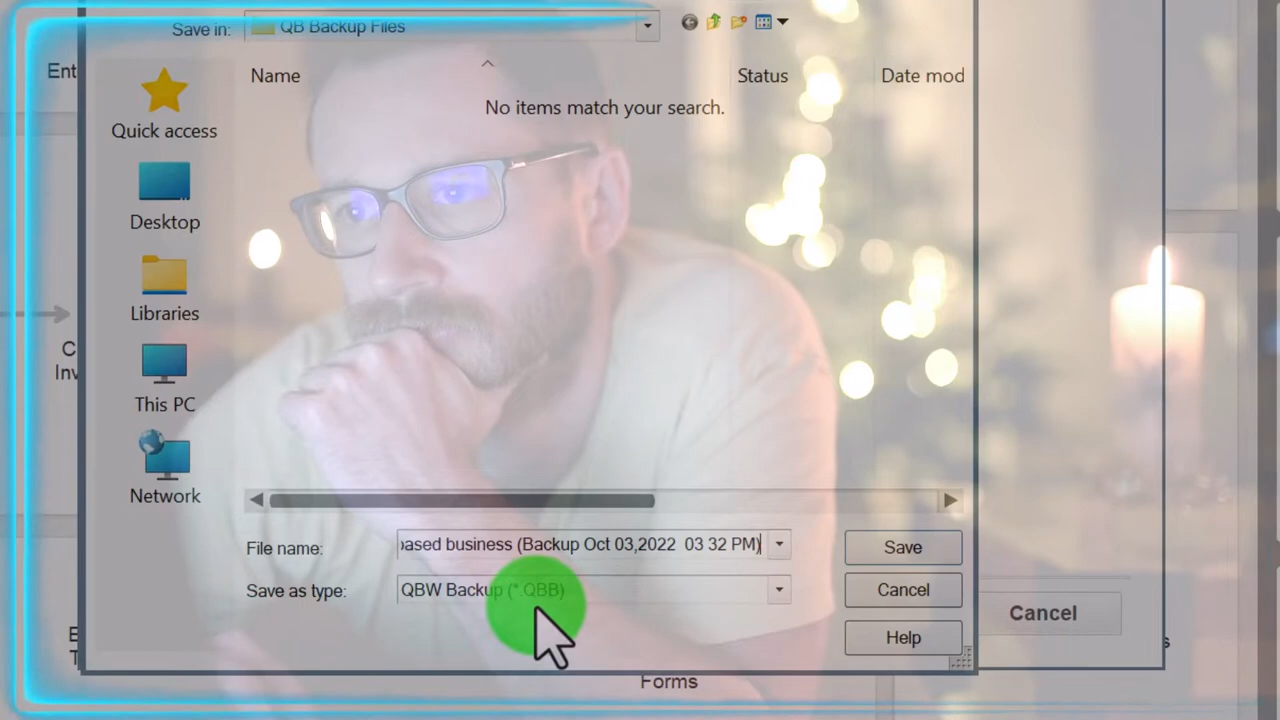 Save in: QB Backup Files
Ent
Name Status Date mod
No items match your search.
Quick access
Desktop
Libraries
C
Inv
This PC
Network
File name: based business (Backup Oct 03,2022 03 32 PM)
Save
Save as type: QBW Backup (*.QBB)
Cancel
Cancel
Help
E
T
s
Forms